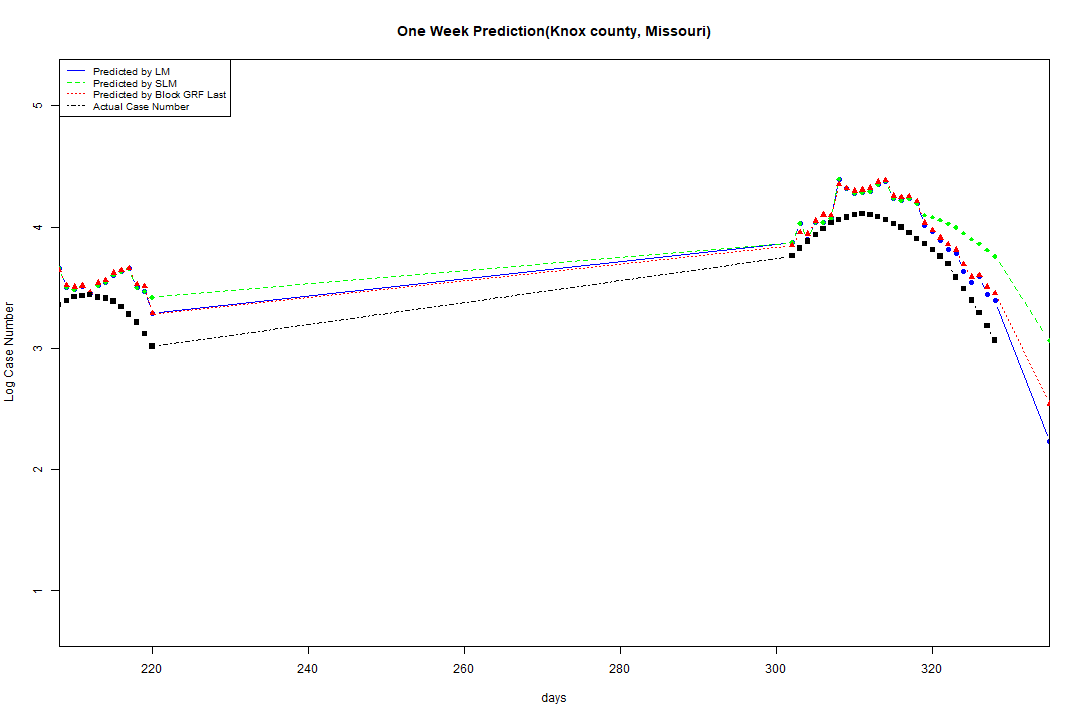 One Week Prediction(Knox county, Missouri)
Predicted by LM
Predicted by SLM
Predicted by Block GRF Last
Actual Case Number
5
4
3
2
1
Log Case Number
220 240 260 280 300 320
days